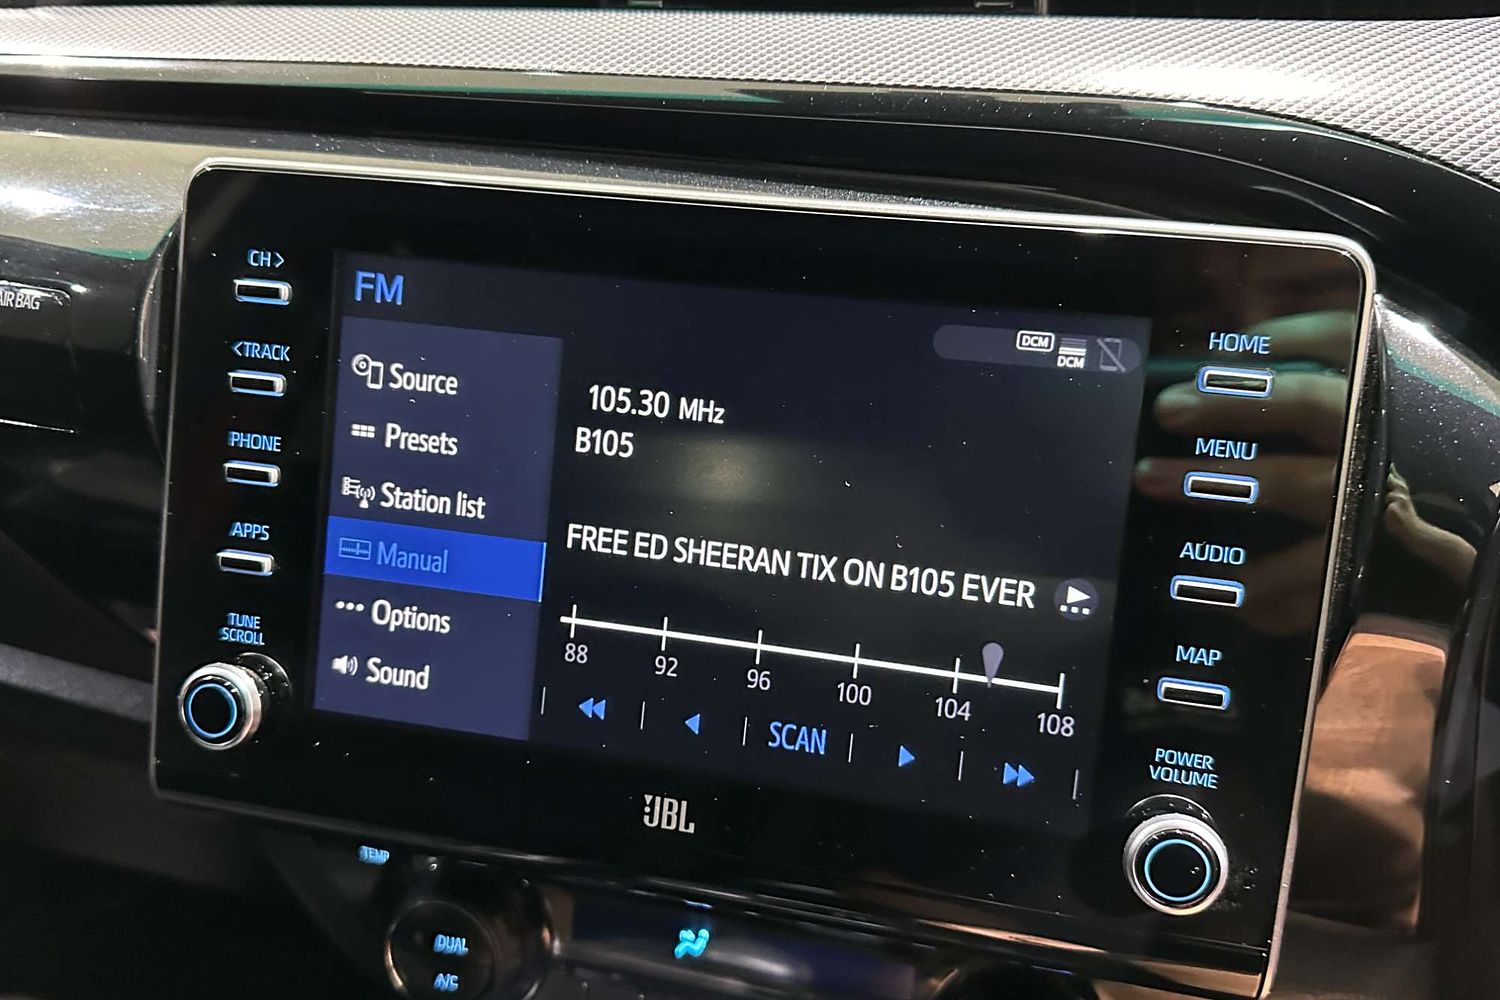 AIR BAG
CH>
<TRACK
PHONE
APPS
TUNE
SCROLL
FM
Source
Presets
Station list
Manual
Options
Sound
DCM
DCM
105.30 MHz
B105
FREE ED SHEERAN TIX ON B105 EVER
88 92 96 100 104 108
SCAN
HOME
MENU
AUDIO
MAP
POWER
VOLUME
JBL
TEMP
DUAL
A/C